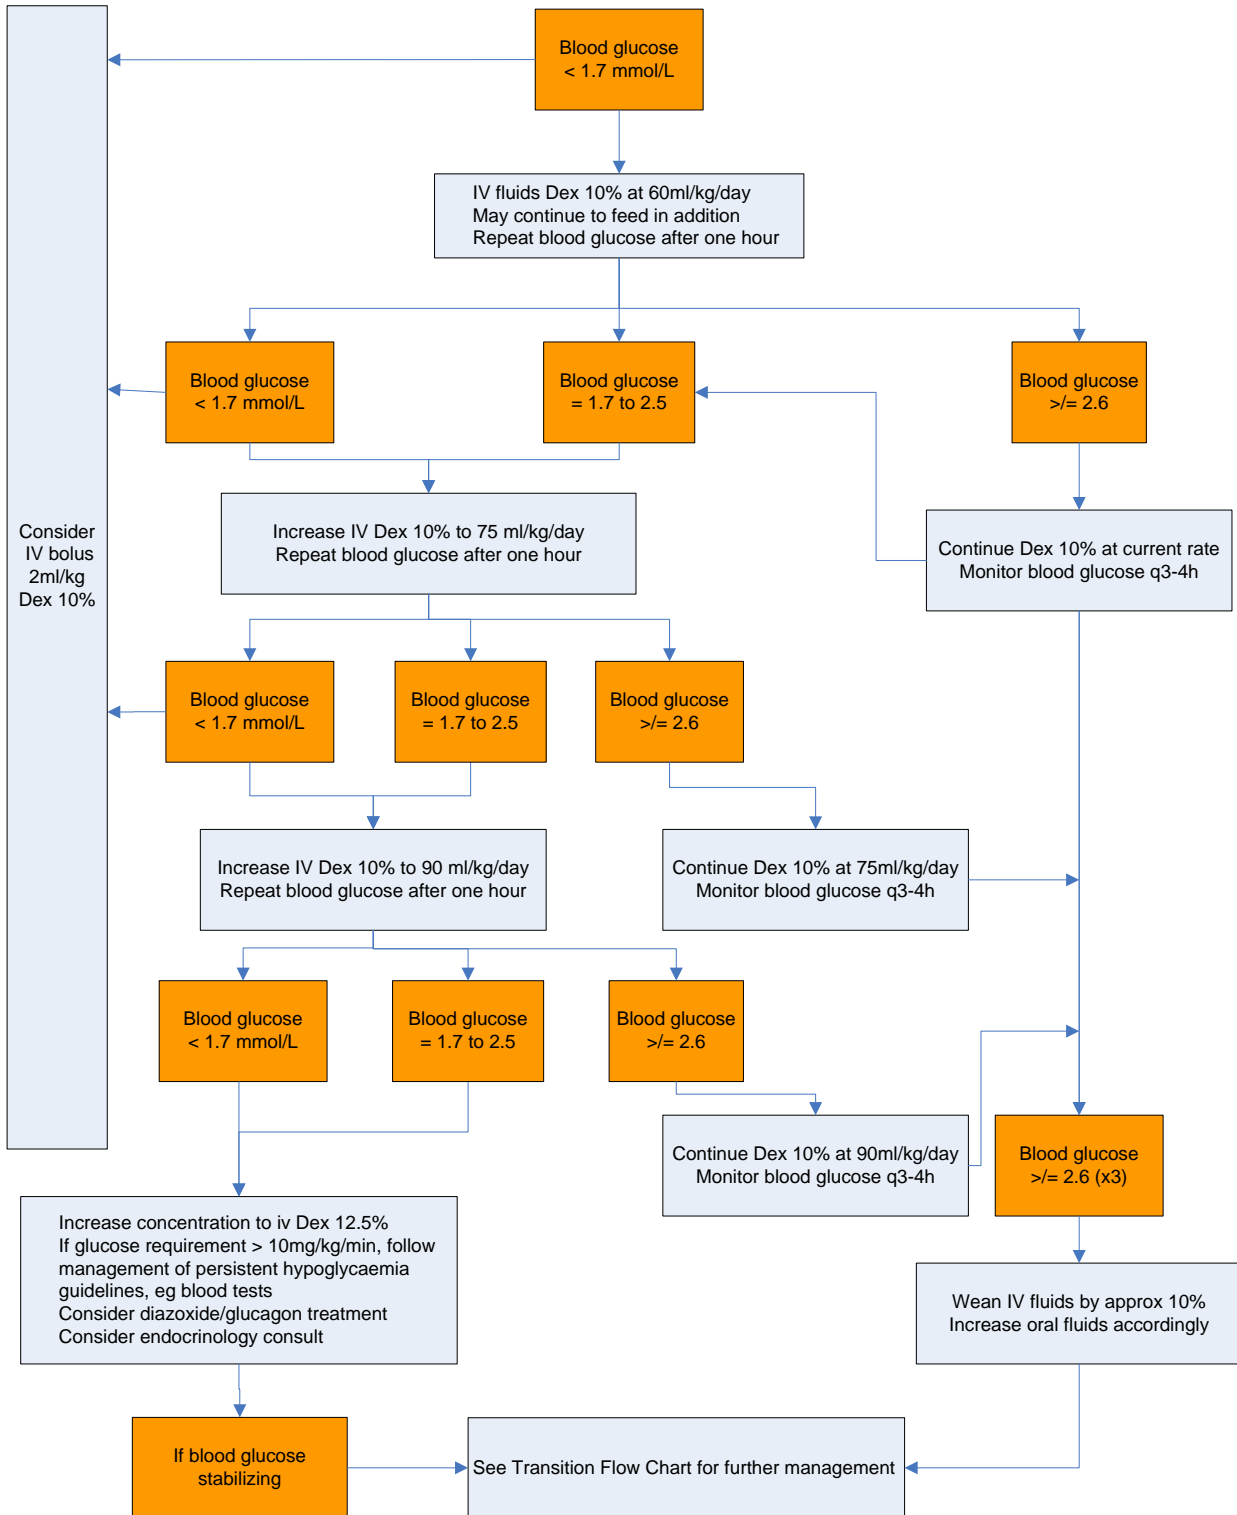 Blood glucose
< 1.7 mmol/L
IV fluids Dex 10% at 60ml/kg/day
May continue to feed in addition
Repeat blood glucose after one hour
Blood glucose
< 1.7 mmol/L
Blood glucose
= 1.7 to 2.5
Blood glucose
>/= 2.6
Consider
IV bolus
2ml/kg
Dex 10%
Increase IV Dex 10% to 75 ml/kg/day
Repeat blood glucose after one hour
Continue Dex 10% at current rate
Monitor blood glucose q3-4h
Blood glucose
< 1.7 mmol/L
Blood glucose
= 1.7 to 2.5
Blood glucose
>/= 2.6
Increase IV Dex 10% to 90 ml/kg/day
Repeat blood glucose after one hour
Continue Dex 10% at 75ml/kg/day
Monitor blood glucose q3-4h
Blood glucose
< 1.7 mmol/L
Blood glucose
= 1.7 to 2.5
Blood glucose
>/= 2.6
Continue Dex 10% at 90ml/kg/day
Monitor blood glucose q3-4h
Blood glucose
>/= 2.6 (x3)
Increase concentration to iv Dex 12.5%
If glucose requirement > 10mg/kg/min, follow
management of persistent hypoglycaemia
guidelines, eg blood tests
Consider diazoxide/glucagon treatment
Consider endocrinology consult
Wean IV fluids by approx 10%
Increase oral fluids accordingly
If blood glucose
stabilizing
See Transition Flow Chart for further management